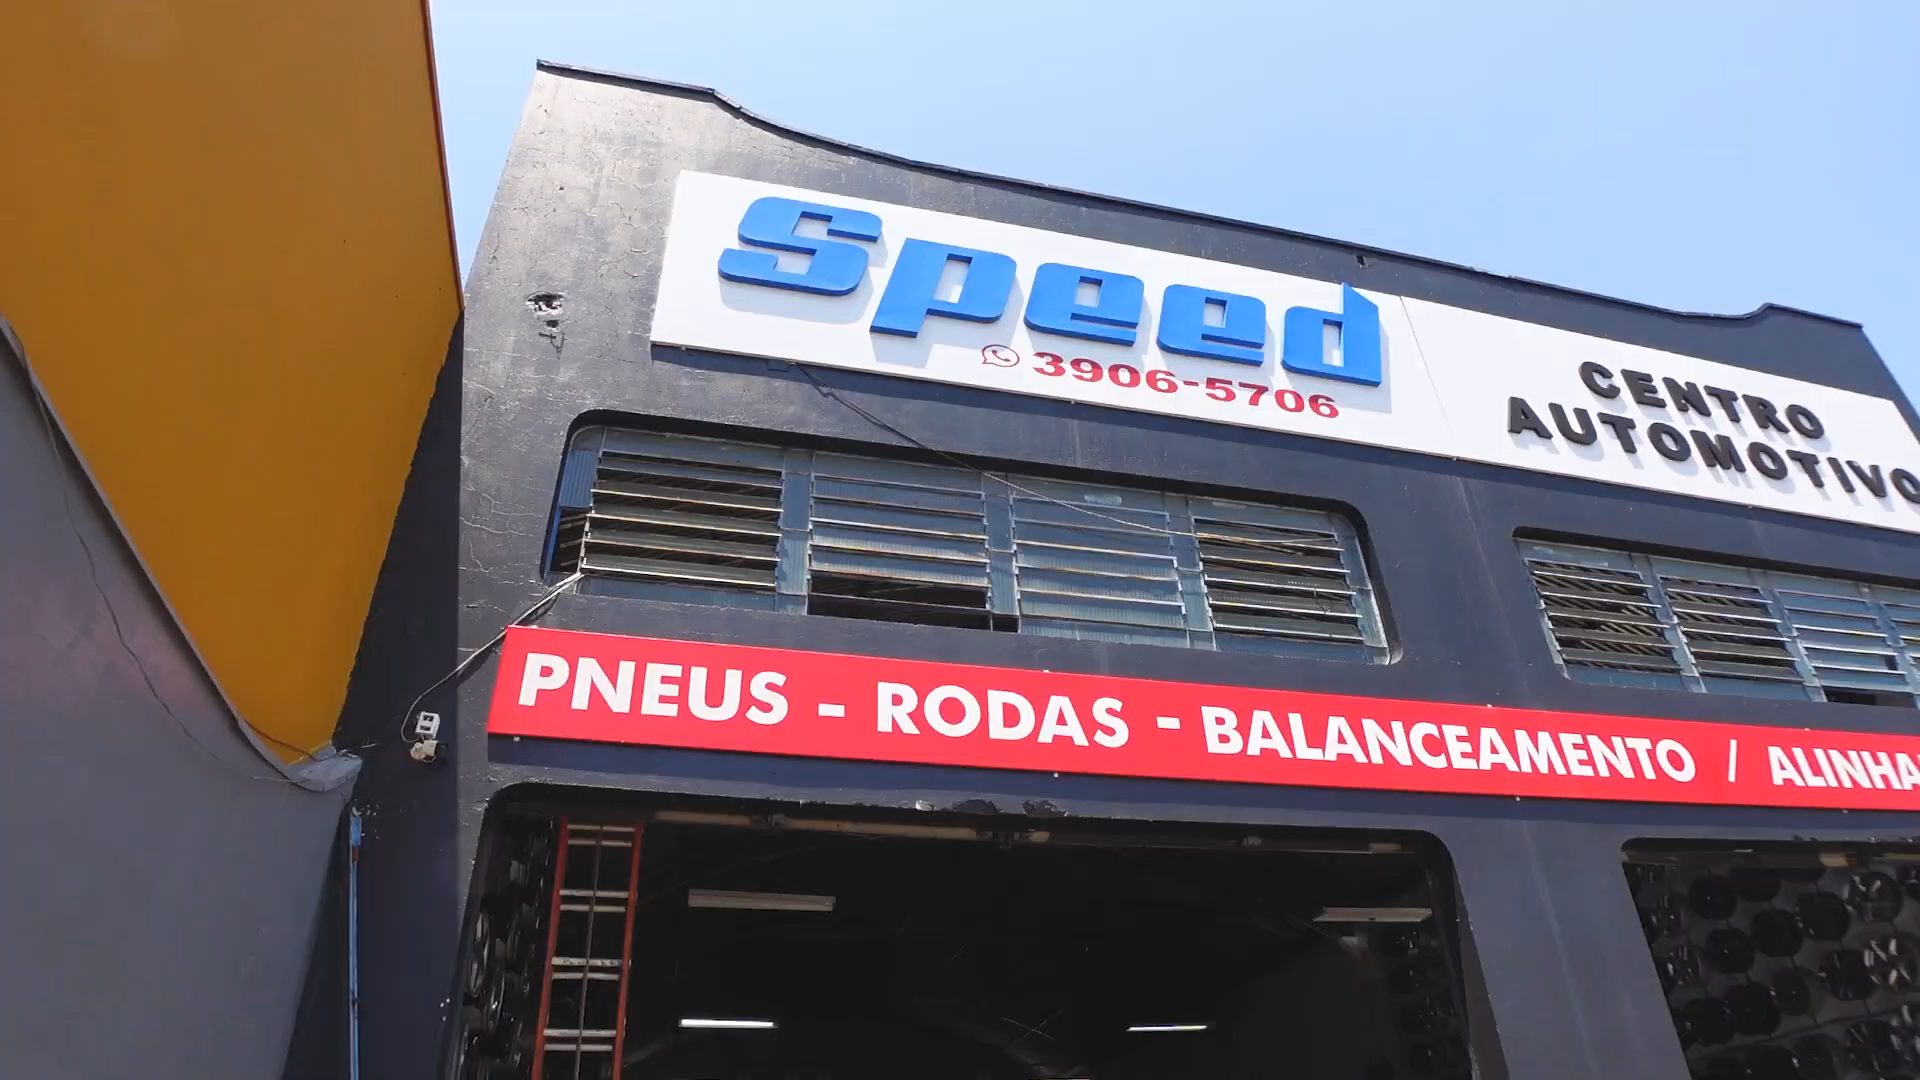 Speed
3906-5706
CENTRO
AUTOMOTIVO
PNEUS - RODAS - BALANCEAMENTO / ALINHA